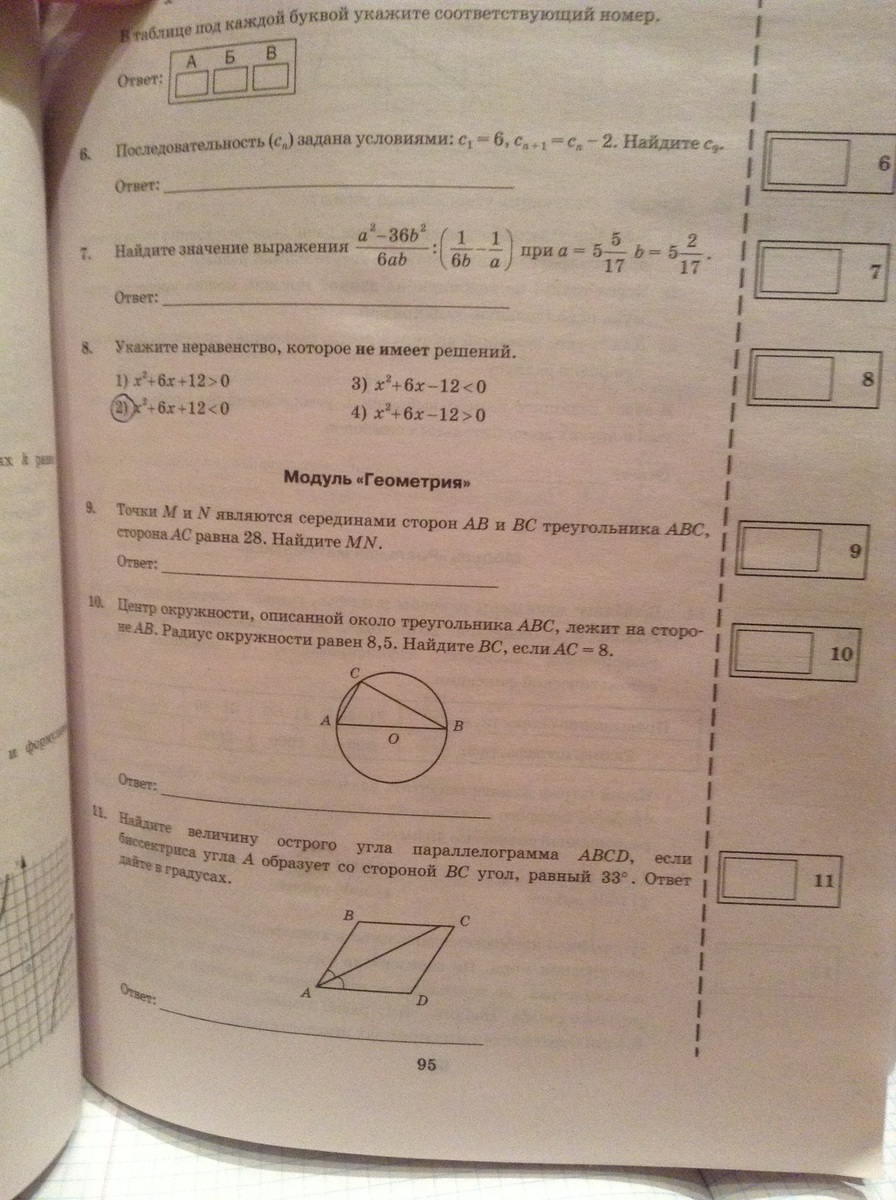 В таблице под каждой буквой укажите соответствующий номер.
А Б В
Ответ:
6. Последовательность (cₙ) задана условиями: c₁ = 6, cₙ₊₁ = cₙ − 2. Найдите c₉.
Ответ:
6
7. Найдите значение выражения (a²−36b²)/(6ab) : (1/(6b) − 1/a) при a = 5 5/17 b = 5 2/17.
Ответ:
7
8. Укажите неравенство, которое не имеет решений.
1) x²+6x+12>0
3) x²+6x−12<0
2) x²+6x+12<0
4) x²+6x−12>0
8
Модуль «Геометрия»
9. Точки M и N являются серединами сторон AB и BC треугольника ABC,
сторона AC равна 28. Найдите MN.
Ответ:
9
10. Центр окружности, описанной около треугольника ABC, лежит на сторо-
не AB. Радиус окружности равен 8,5. Найдите BC, если AC = 8.
10
C
A
B
O
Ответ:
11. Найдите величину острого угла параллелограмма ABCD, если
биссектриса угла A образует со стороной BC угол, равный 33°. Ответ
дайте в градусах.
11
B
C
A
D
Ответ:
95